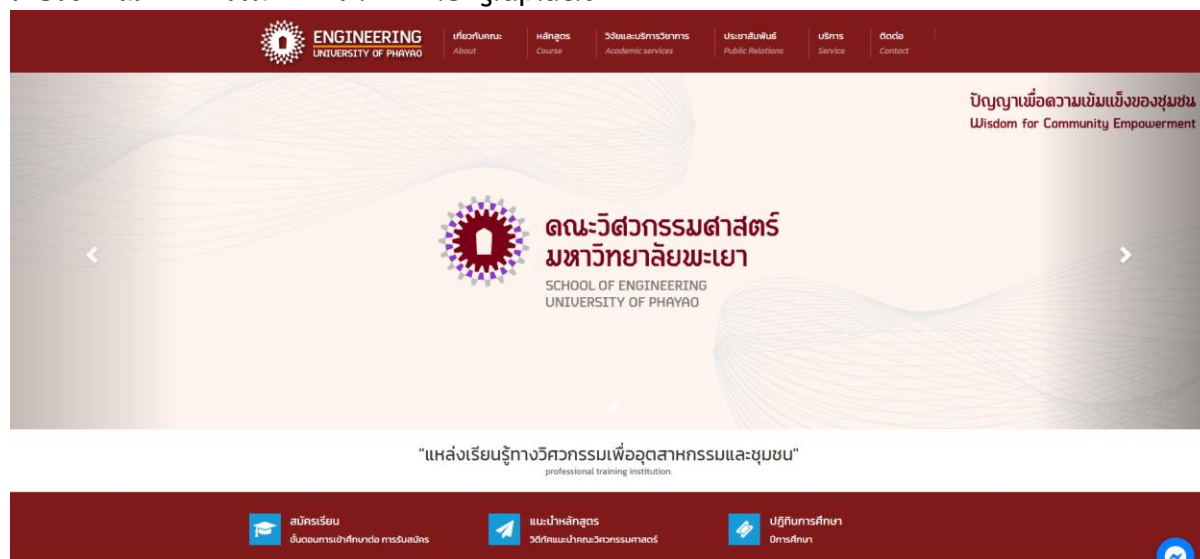 ENGINEERING
UNIVERSITY OF PHAYAO
เกี่ยวกับคณะ
About
หลักสูตร
Course
วิจัยและบริการวิชาการ
Academic services
ประชาสัมพันธ์
Public Relations
บริการ
Service
ติดต่อ
Contact
ปัญญาเพื่อความเข้มแข็งของชุมชน
Wisdom for Community Empowerment
คณะวิศวกรรมศาสตร์
มหาวิทยาลัยพะเยา
SCHOOL OF ENGINEERING
UNIVERSITY OF PHAYAO
"แหล่งเรียนรู้ทางวิศวกรรมเพื่ออุตสาหกรรมและชุมชน"
professional training institution.
สมัครเรียน
ขั้นตอนการเข้าศึกษาต่อ การรับสมัคร
แนะนำหลักสูตร
วิดีทัศแนะนำคณะวิศวกรรมศาสตร์
ปฏิทินการศึกษา
ปีการศึกษา